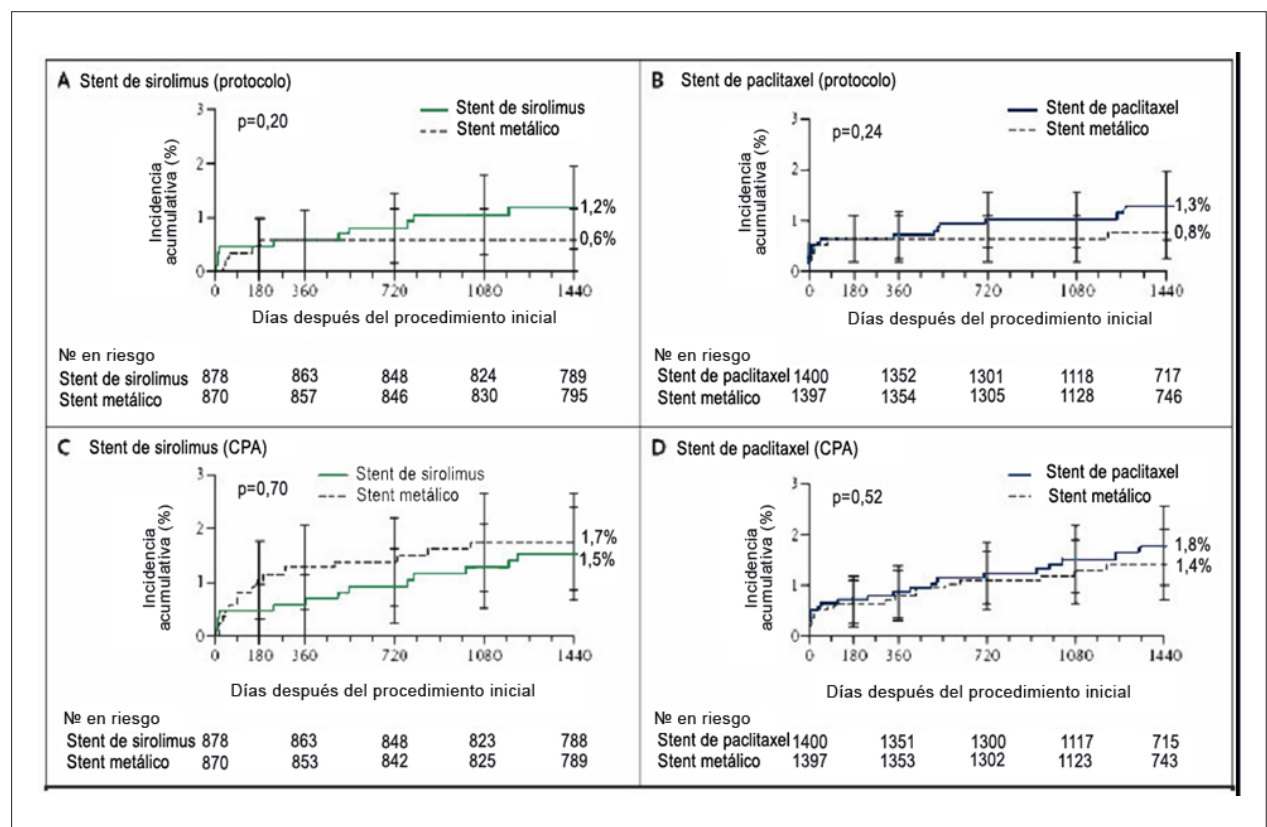 A Stent de sirolimus (protocolo)
3
p=0,20
Stent de sirolimus
Stent metálico
2
1
0
Incidencia
acumulativa (%)
1,2%
0,6%
0 180 360 720 1080 1440
Días después del procedimiento inicial
№ en riesgo
Stent de sirolimus 878 863 848 824 789
Stent metálico 870 857 846 830 795
B Stent de paclitaxel (protocolo)
3
p=0,24
Stent de paclitaxel
Stent metálico
2
1
0
Incidencia
acumulativa (%)
1,3%
0,8%
0 180 360 720 1080 1440
Días después del procedimiento inicial
№ en riesgo
Stent de paclitaxel 1400 1352 1301 1118 717
Stent metálico 1397 1354 1305 1128 746
C Stent de sirolimus (CPA)
3
p=0,70
Stent de sirolimus
Stent metálico
2
1
0
Incidencia
acumulativa (%)
1,7%
1,5%
0 180 360 720 1080 1440
Días después del procedimiento inicial
№ en riesgo
Stent de sirolimus 878 863 848 823 788
Stent metálico 870 853 842 825 789
D Stent de paclitaxel (CPA)
3
p=0,52
Stent de paclitaxel
Stent metálico
2
1
0
Incidencia
acumulativa (%)
1,8%
1,4%
0 180 360 720 1080 1440
Días después del procedimiento inicial
№ en riesgo
Stent de paclitaxel 1400 1351 1300 1117 715
Stent metálico 1397 1353 1302 1123 743